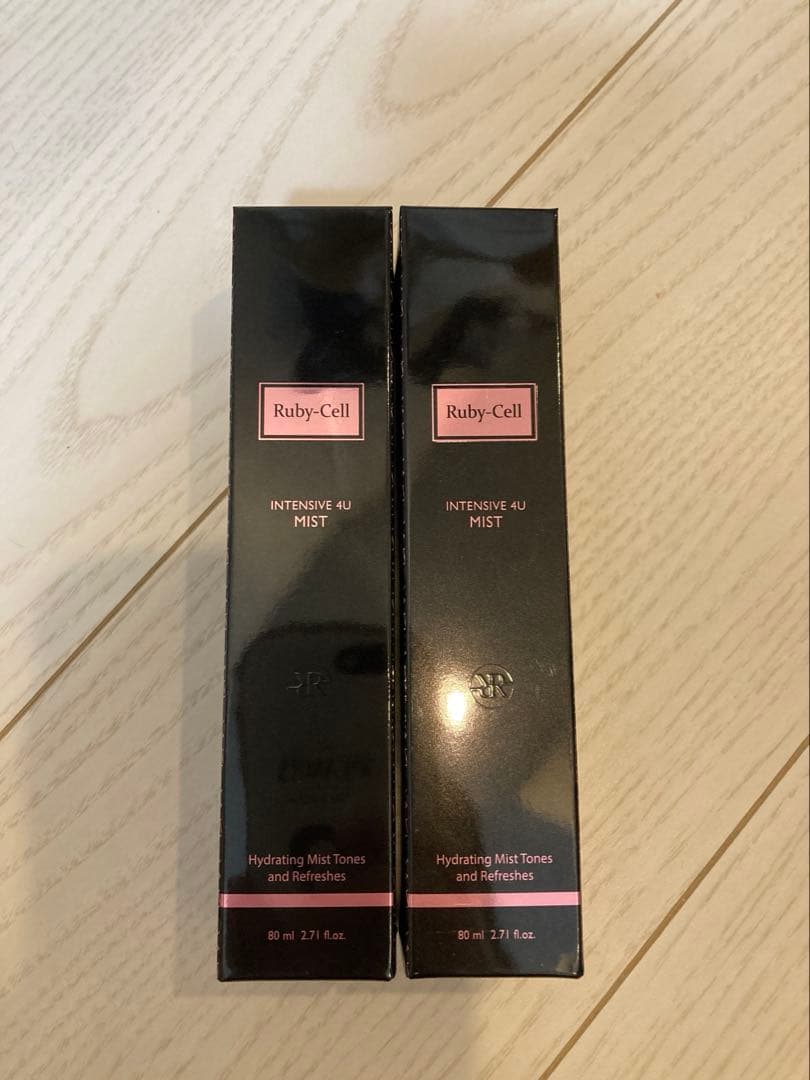 Ruby-Cell
INTENSIVE 4U
MIST
Hydrating Mist Tones
and Refreshes
80 ml 2.71 fl.oz.
Ruby-Cell
INTENSIVE 4U
MIST
Hydrating Mist Tones
and Refreshes
80 ml 2.71 fl.oz.